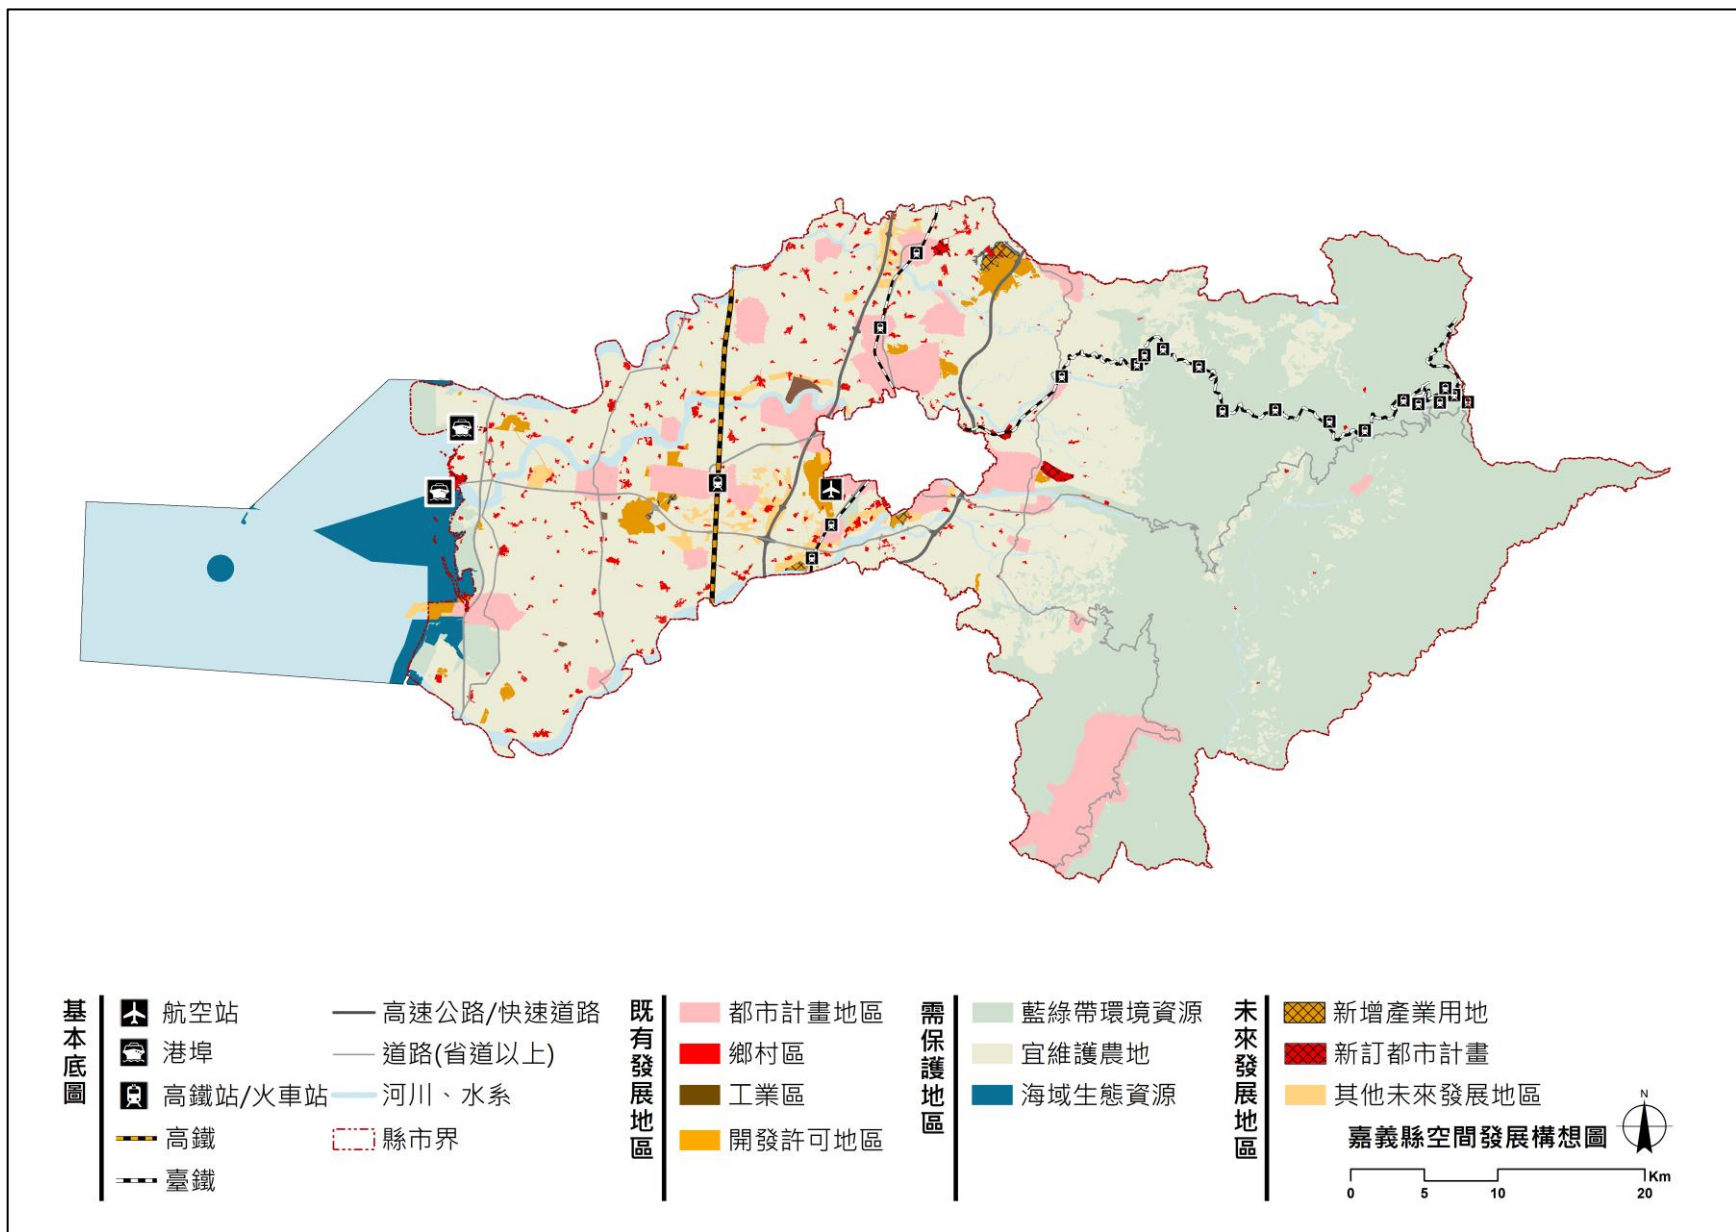 基本底圖
航空站
港埠
高鐵站/火車站
高鐵
臺鐵
高速公路/快速道路
道路(省道以上)
河川、水系
縣市界
既有發展地區
都市計畫地區
鄉村區
工業區
開發許可地區
需保護地區
藍綠帶環境資源
宜維護農地
海域生態資源
未來發展地區
新增產業用地
新訂都市計畫
其他未來發展地區
嘉義縣空間發展構想圖
N
Km
0 5 10 20